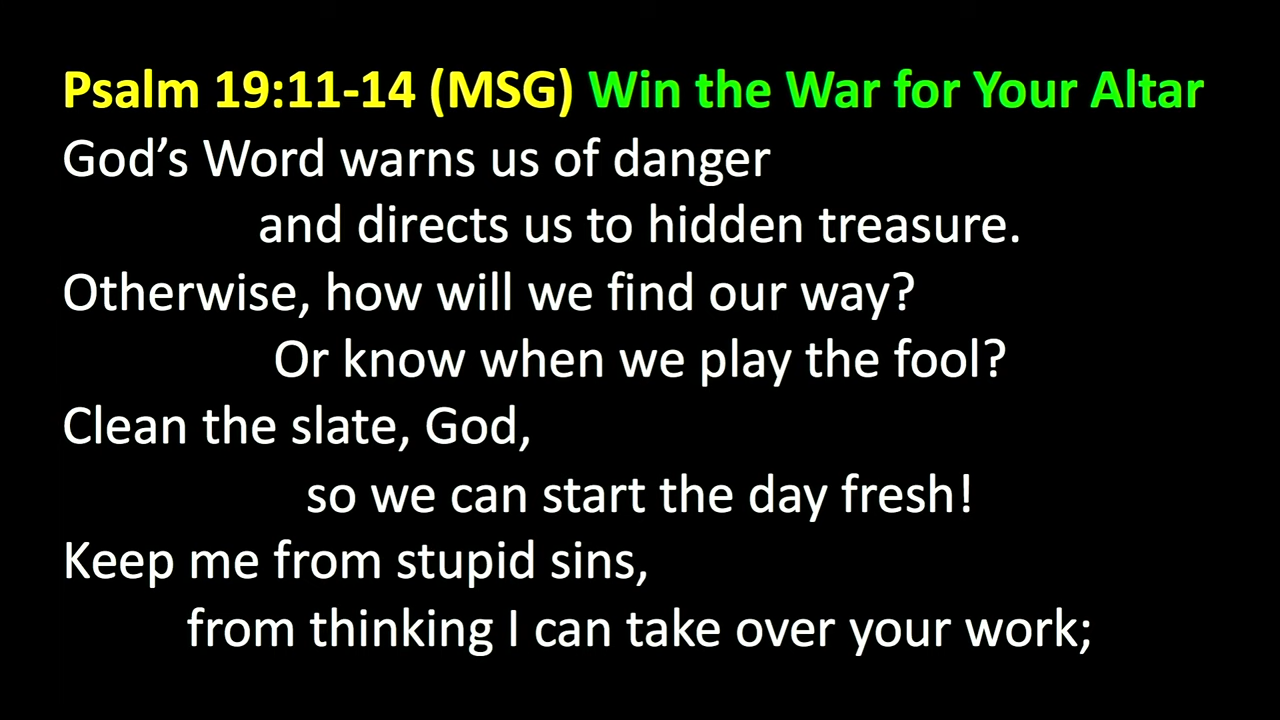 Psalm 19:11-14 (MSG) Win the War for Your Altar
God’s Word warns us of danger
and directs us to hidden treasure.
Otherwise, how will we find our way?
Or know when we play the fool?
Clean the slate, God,
so we can start the day fresh!
Keep me from stupid sins,
from thinking I can take over your work;